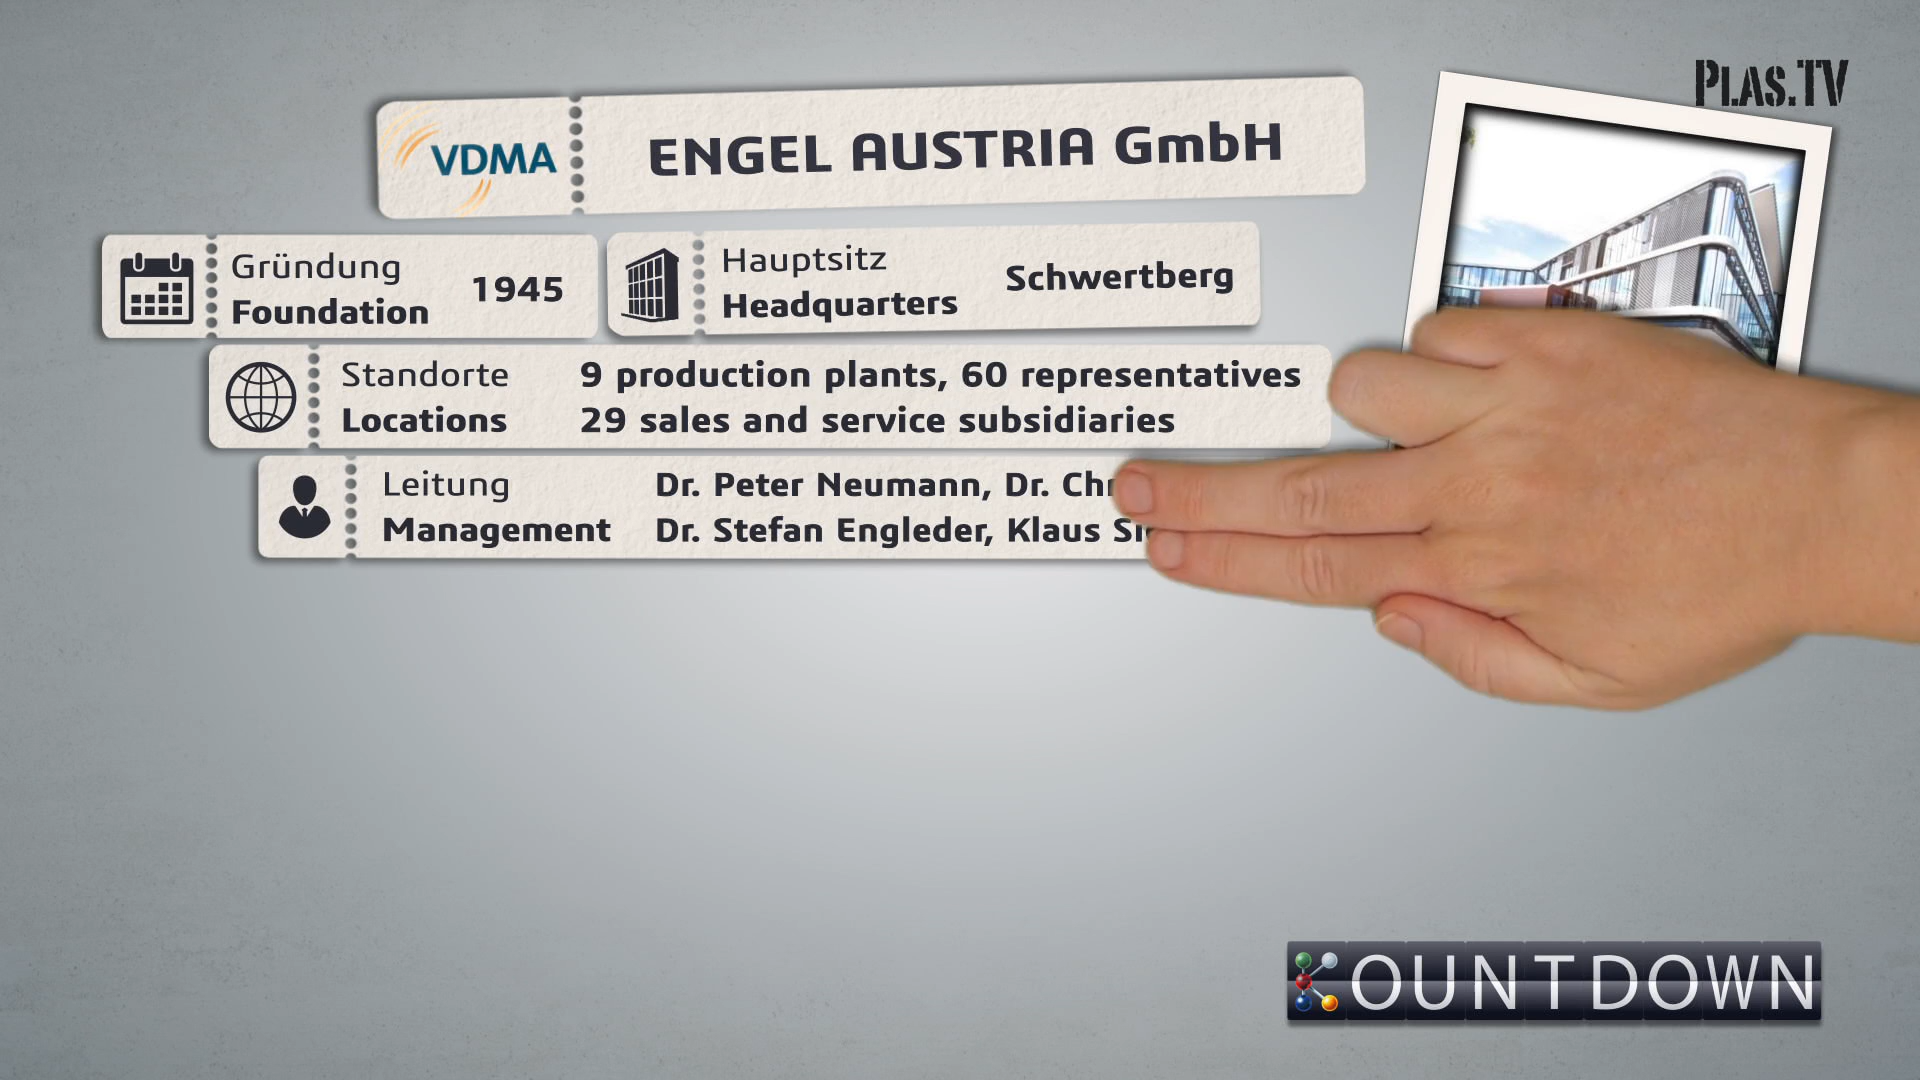 PLAS.TV
VDMA
ENGEL AUSTRIA GmbH
Gründung
Foundation
1945
Hauptsitz
Headquarters
Schwertberg
Standorte
Locations
9 production plants, 60 representatives
29 sales and service subsidiaries
Leitung
Management
Dr. Peter Neumann, Dr.
Dr. Stefan Engleder, Klaus
KOUNTDOWN